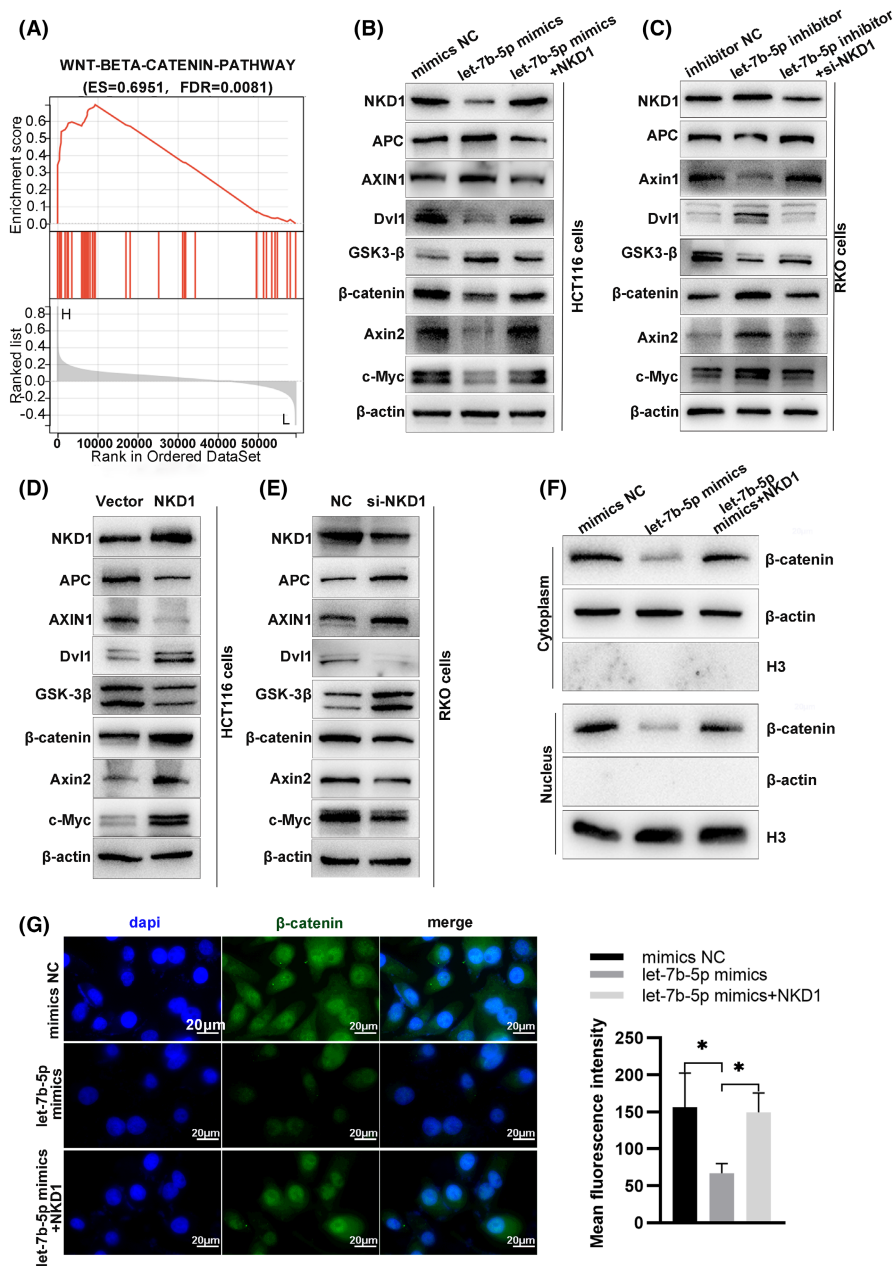 (A)
WNT-BETA-CATENIN-PATHWAY
(ES=0.6951, FDR=0.0081)
Enrichment score
0.6
0.5
0.4
0.3
0.2
0.1
0.0
Ranked list
0.8
0.6
0.4
0.2
0.0
-0.2
-0.4
H
L
0 10000 20000 30000 40000 50000
Rank in Ordered DataSet
(B)
mimics NC
let-7b-5p mimics
let-7b-5p mimics
+NKD1
NKD1
APC
AXIN1
Dvl1
GSK3-β
β-catenin
Axin2
c-Myc
β-actin
HCT116 cells
(C)
inhibitor NC
let-7b-5p inhibitor
let-7b-5p inhibitor
+si-NKD1
NKD1
APC
Axin1
Dvl1
GSK3-β
β-catenin
Axin2
c-Myc
β-actin
RKO cells
(D)
Vector NKD1
NKD1
APC
AXIN1
Dvl1
GSK-3β
β-catenin
Axin2
c-Myc
β-actin
HCT116 cells
(E)
NC si-NKD1
NKD1
APC
AXIN1
Dvl1
GSK-3β
β-catenin
Axin2
c-Myc
β-actin
RKO cells
(F)
mimics NC
let-7b-5p mimics
let-7b-5p
mimics+NKD1
Cytoplasm
β-catenin
β-actin
H3
Nucleus
β-catenin
β-actin
H3
(G)
dapi β-catenin merge
mimics NC
20μm 20μm 20μm
let-7b-5p
mimics
20μm 20μm 20μm
let-7b-5p mimics
+NKD1
20μm 20μm 20μm
mimics NC
let-7b-5p mimics
let-7b-5p mimics+NKD1
Mean fluorescence intensity
250
200
150
100
50
0
* *